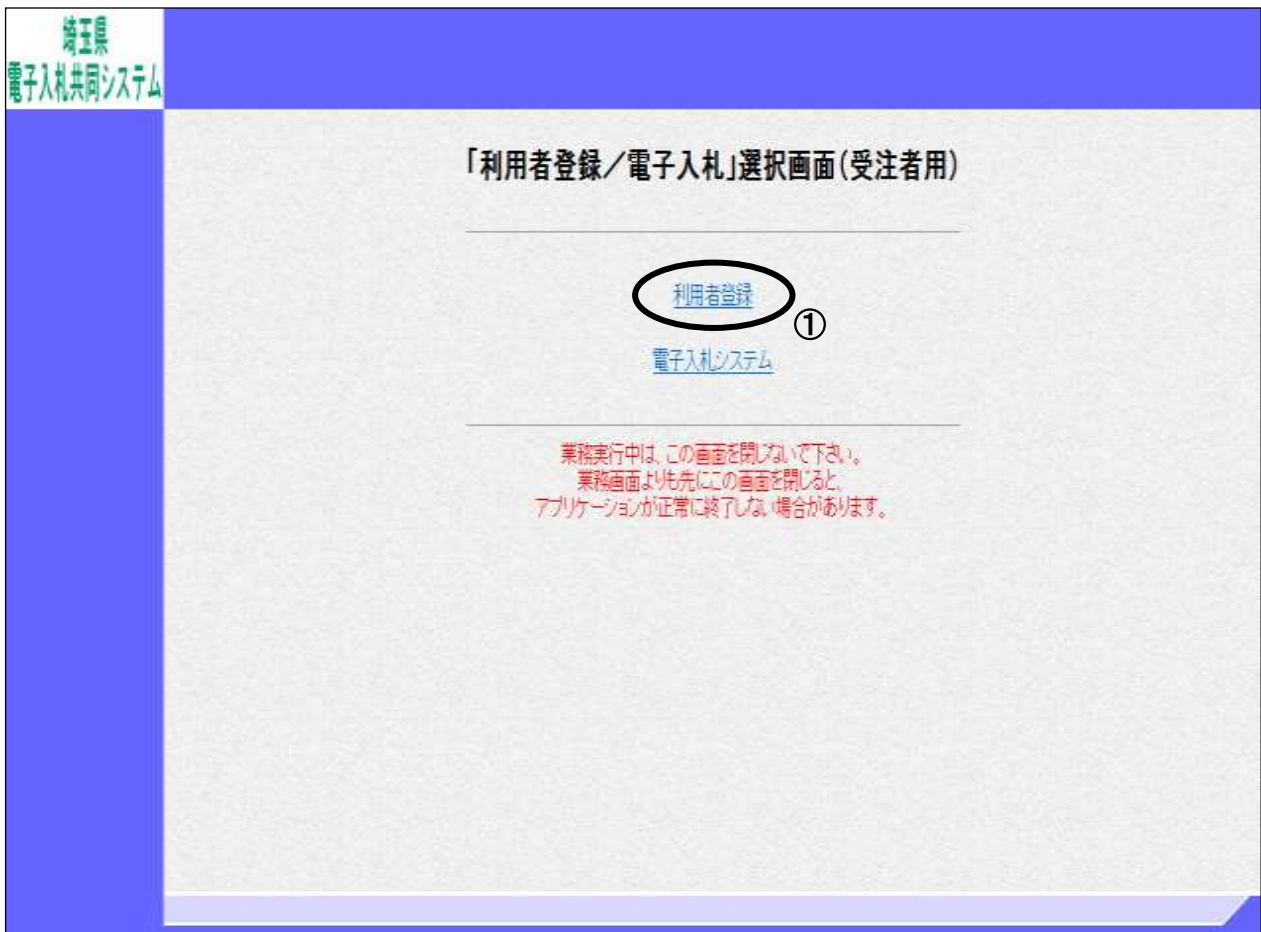 埼玉県
電子入札共同システム
「利用者登録／電子入札」選択画面(受注者用)
利用者登録
①
電子入札システム
業務実行中は、この画面を閉じないで下さい。
業務画面よりも先にこの画面を閉じると、
アプリケーションが正常に終了しない場合があります。